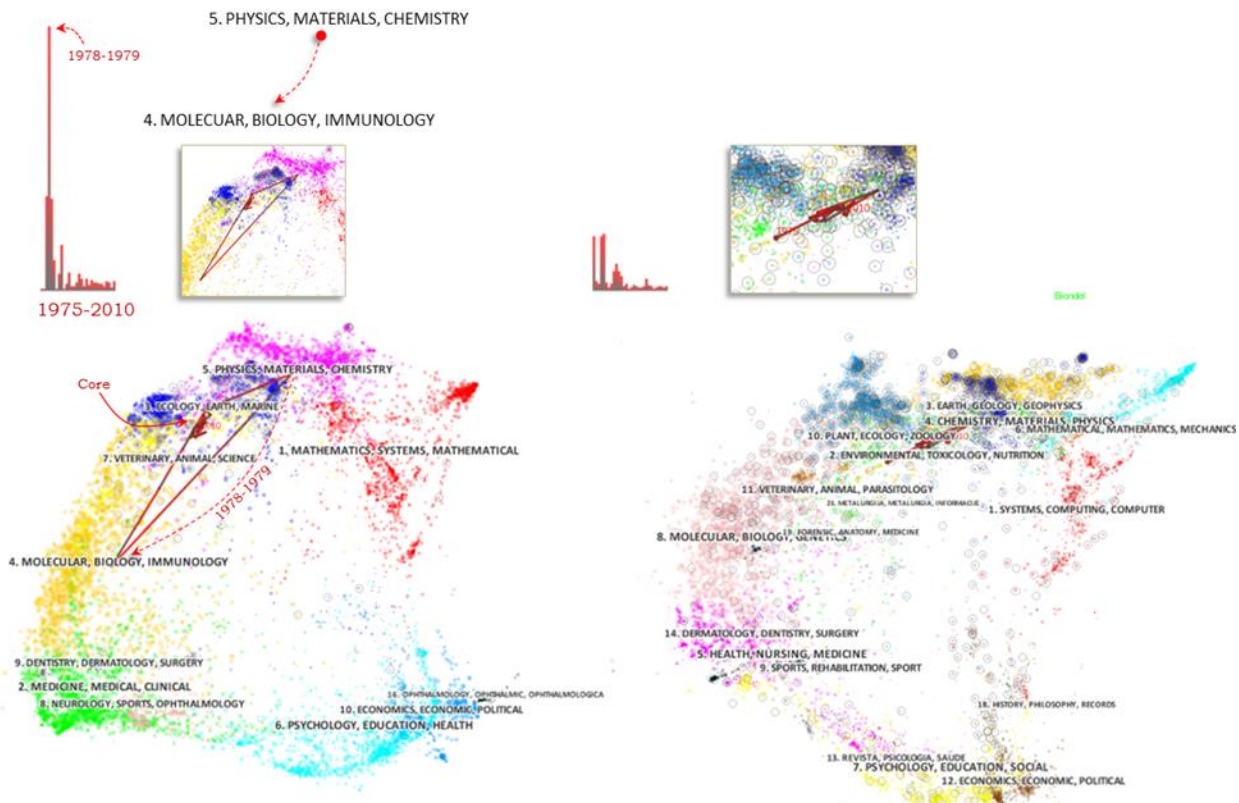 5. PHYSICS, MATERIALS, CHEMISTRY
1978-1979
4. MOLECUAR, BIOLOGY, IMMUNOLOGY
1975-2010
Blondel
5. PHYSICS, MATERIALS, CHEMISTRY
Core
3. ECOLOGY, EARTH, MARINE
1. MATHEMATICS, SYSTEMS, MATHEMATICAL
7. VETERINARY, ANIMAL, SCIENCE
1978-1979
4. MOLECULAR, BIOLOGY, IMMUNOLOGY
9. DENTISTRY, DERMATOLOGY, SURGERY
2. MEDICINE, MEDICAL, CLINICAL
16. OPHTHALMOLOGY, OPHTHALMIC, OPHTHALMOLOGICA
8. NEUROLOGY, SPORTS, OPHTHALMOLOGY
10. ECONOMICS, ECONOMIC, POLITICAL
6. PSYCHOLOGY, EDUCATION, HEALTH
3. EARTH, GEOLOGY, GEOPHYSICS
4. CHEMISTRY, MATERIALS, PHYSICS
6. MATHEMATICAL, MATHEMATICS, MECHANICS
10. PLANT, ECOLOGY, ZOOLOGY
2. ENVIRONMENTAL, TOXICOLOGY, NUTRITION
11. VETERINARY, ANIMAL, PARASITOLOGY
21. METALURGIJA, METALURGIA, INFORMACIJE
1. SYSTEMS, COMPUTING, COMPUTER
19. FORENSIC, ANATOMY, MEDICINE
8. MOLECULAR, BIOLOGY, GENETICS
14. DERMATOLOGY, DENTISTRY, SURGERY
5. HEALTH, NURSING, MEDICINE
9. SPORTS, REHABILITATION, SPORT
18. HISTORY, PHILOSOPHY, RECORDS
13. REVISTA, PSICOLOGIA, SAUDE
7. PSYCHOLOGY, EDUCATION, SOCIAL
12. ECONOMICS, ECONOMIC, POLITICAL